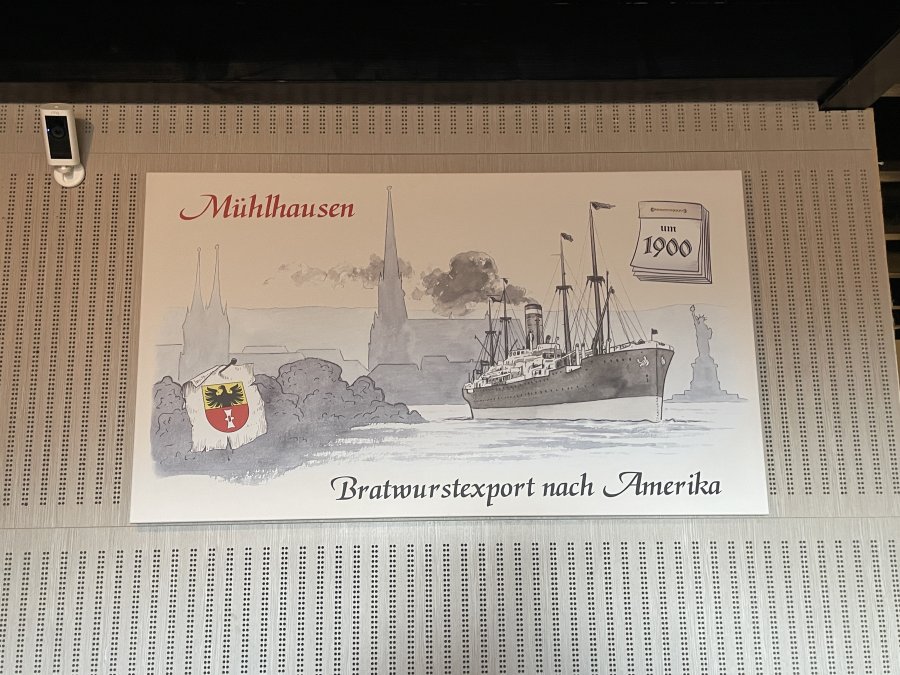 Mühlhausen
um
1900
Bratwurstexport nach Amerika